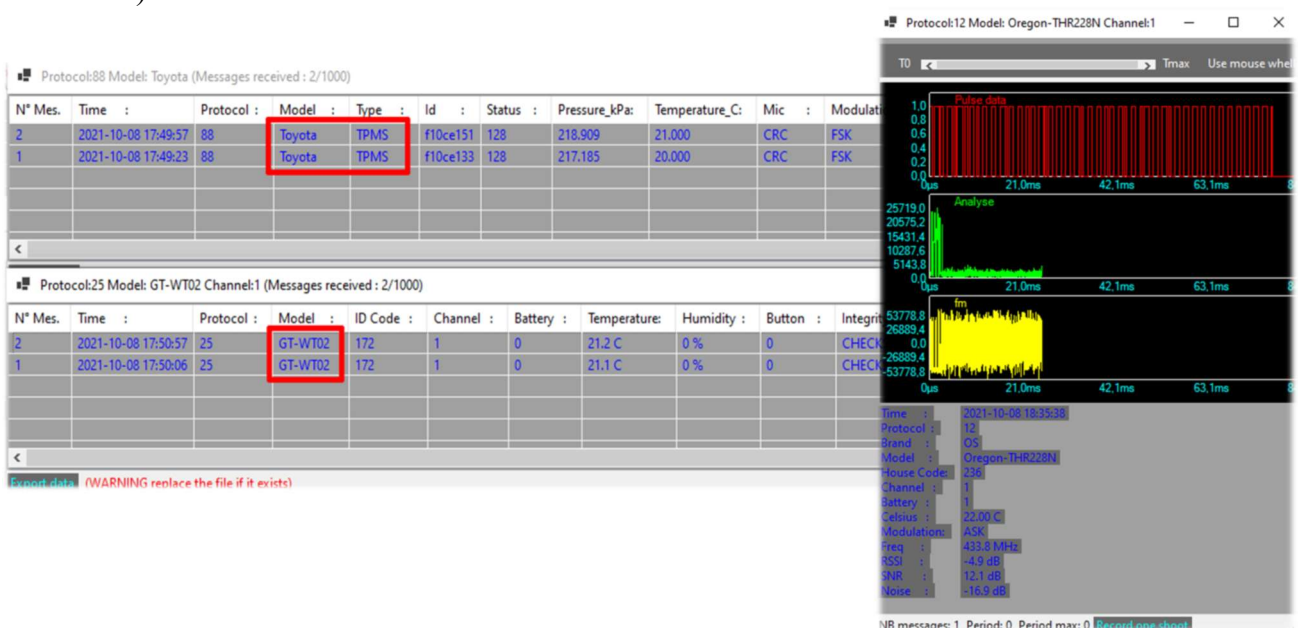 Protocol:88 Model: Toyota (Messages received : 2/1000)
N° Mes. Time : Protocol : Model : Type : Id : Status : Pressure_kPa: Temperature_C: Mic : Modulati
2 2021-10-08 17:49:57 88 Toyota TPMS f10ce151 128 218.909 21.000 CRC FSK
1 2021-10-08 17:49:23 88 Toyota TPMS f10ce133 128 217.185 20.000 CRC FSK
Protocol:25 Model: GT-WT02 Channel:1 (Messages received : 2/1000)
N° Mes. Time : Protocol : Model : ID Code : Channel : Battery : Temperature: Humidity : Button : Integrit
2 2021-10-08 17:50:57 25 GT-WT02 172 1 0 21.2 C 0 % 0 CHECK
1 2021-10-08 17:50:06 25 GT-WT02 172 1 0 21.1 C 0 % 0 CHECK
Export data (WARNING replace the file if it exists)
Protocol:12 Model: Oregon-THR228N Channel:1
T0 Tmax Use mouse whell
Pulse data
1,0
0,8
0,6
0,4
0,2
0,0
0µs 21,0ms 42,1ms 63,1ms 8
Analyse
25719,0
20575,2
15431,4
10287,6
5143,8
0,0
0µs 21,0ms 42,1ms 63,1ms 8
fm
53778,8
26889,4
0,0
-26889,4
-53778,8
0µs 21,0ms 42,1ms 63,1ms 8
Time : 2021-10-08 18:35:38
Protocol : 12
Brand : OS
Model : Oregon-THR228N
House Code: 236
Channel : 1
Battery : 1
Celsius : 22.00 C
Modulation: ASK
Freq : 433.8 MHz
RSSI : -4.9 dB
SNR : 12.1 dB
Noise : -16.9 dB
NB messages: 1 Period: 0 Period max: 0 Record one shoot